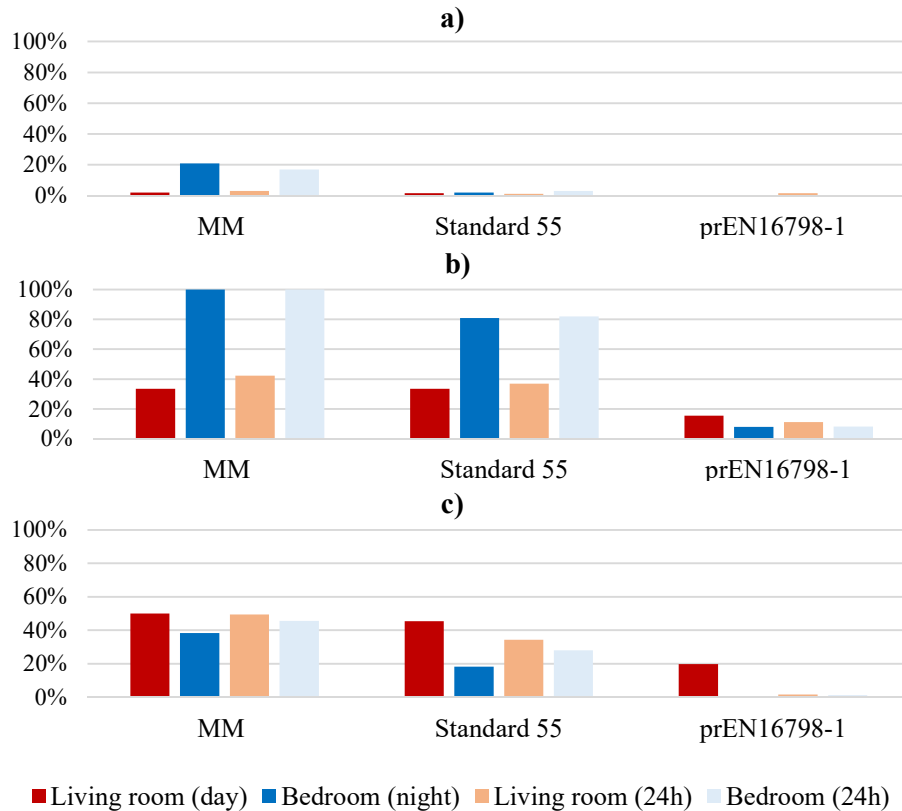 a)
100%
80%
60%
40%
20%
0%
MM Standard 55 prEN16798-1
b)
100%
80%
60%
40%
20%
0%
MM Standard 55 prEN16798-1
c)
100%
80%
60%
40%
20%
0%
MM Standard 55 prEN16798-1
Living room (day) Bedroom (night) Living room (24h) Bedroom (24h)